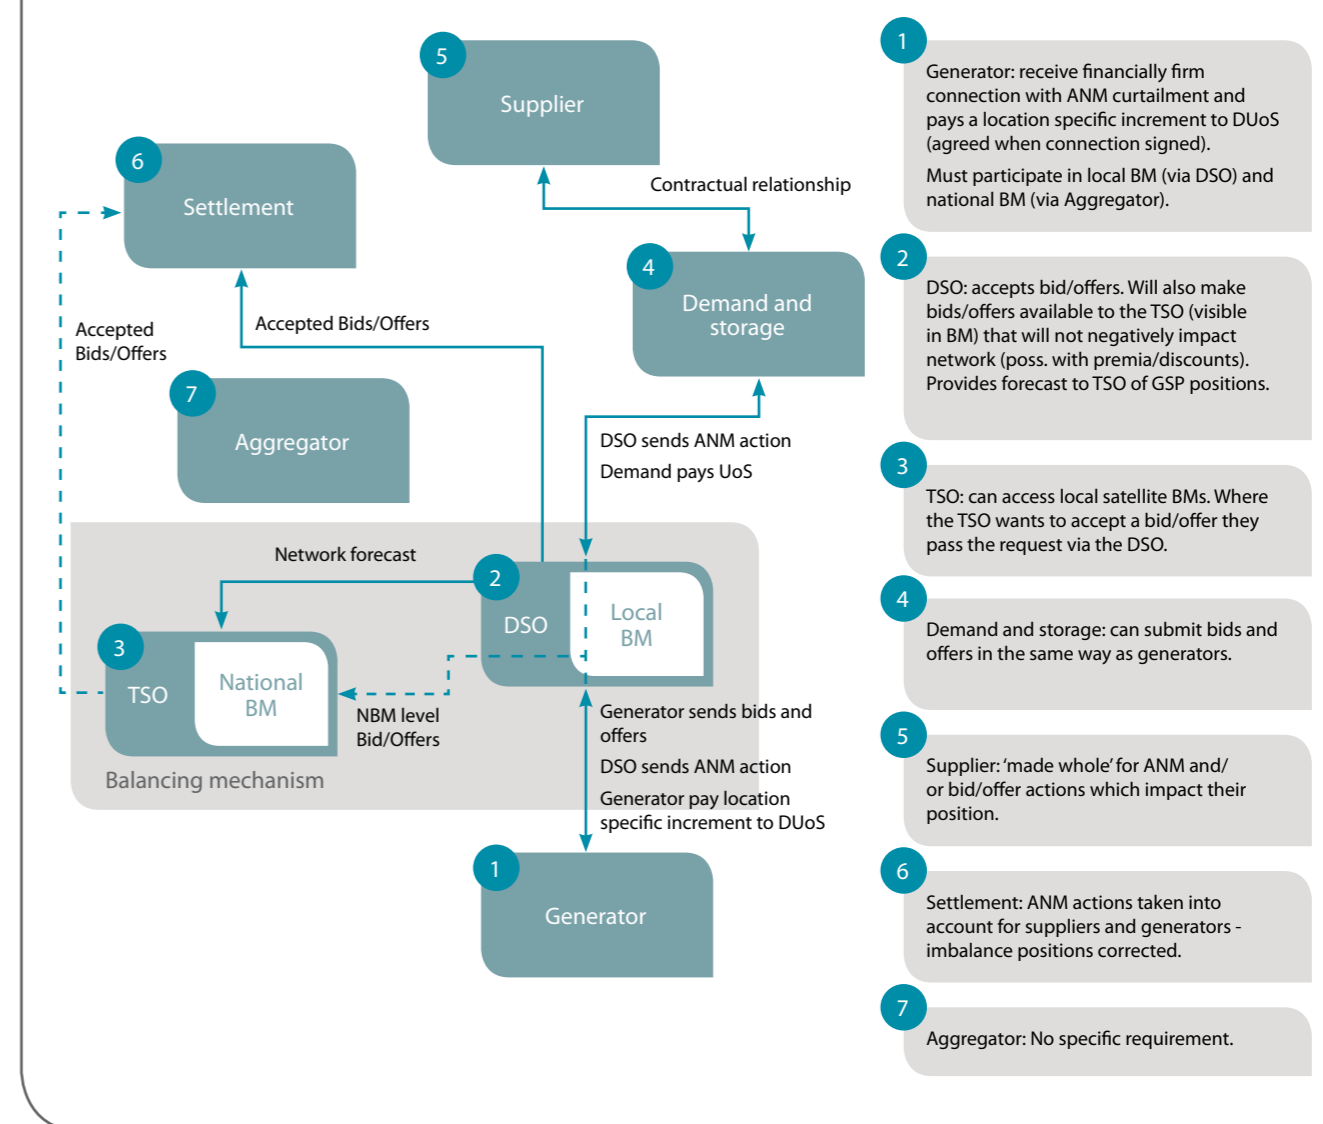 5
Supplier
6
Settlement
Contractual relationship
4
Demand and
storage
Accepted
Bids/Offers
Accepted Bids/Offers
7
Aggregator
DSO sends ANM action
Demand pays UoS
Network forecast
2
DSO
Local
BM
3
TSO
National
BM
NBM level
Bid/Offers
Balancing mechanism
Generator sends bids and
offers
DSO sends ANM action
Generator pay location
specific increment to DUoS
1
Generator
1
Generator: receive financially firm
connection with ANM curtailment and
pays a location specific increment to DUoS
(agreed when connection signed).
Must participate in local BM (via DSO) and
national BM (via Aggregator).
2
DSO: accepts bid/offers. Will also make
bids/offers available to the TSO (visible
in BM) that will not negatively impact
network (poss. with premia/discounts).
Provides forecast to TSO of GSP positions.
3
TSO: can access local satellite BMs. Where
the TSO wants to accept a bid/offer they
pass the request via the DSO.
4
Demand and storage: can submit bids and
offers in the same way as generators.
5
Supplier: ‘made whole’ for ANM and/
or bid/offer actions which impact their
position.
6
Settlement: ANM actions taken into
account for suppliers and generators -
imbalance positions corrected.
7
Aggregator: No specific requirement.